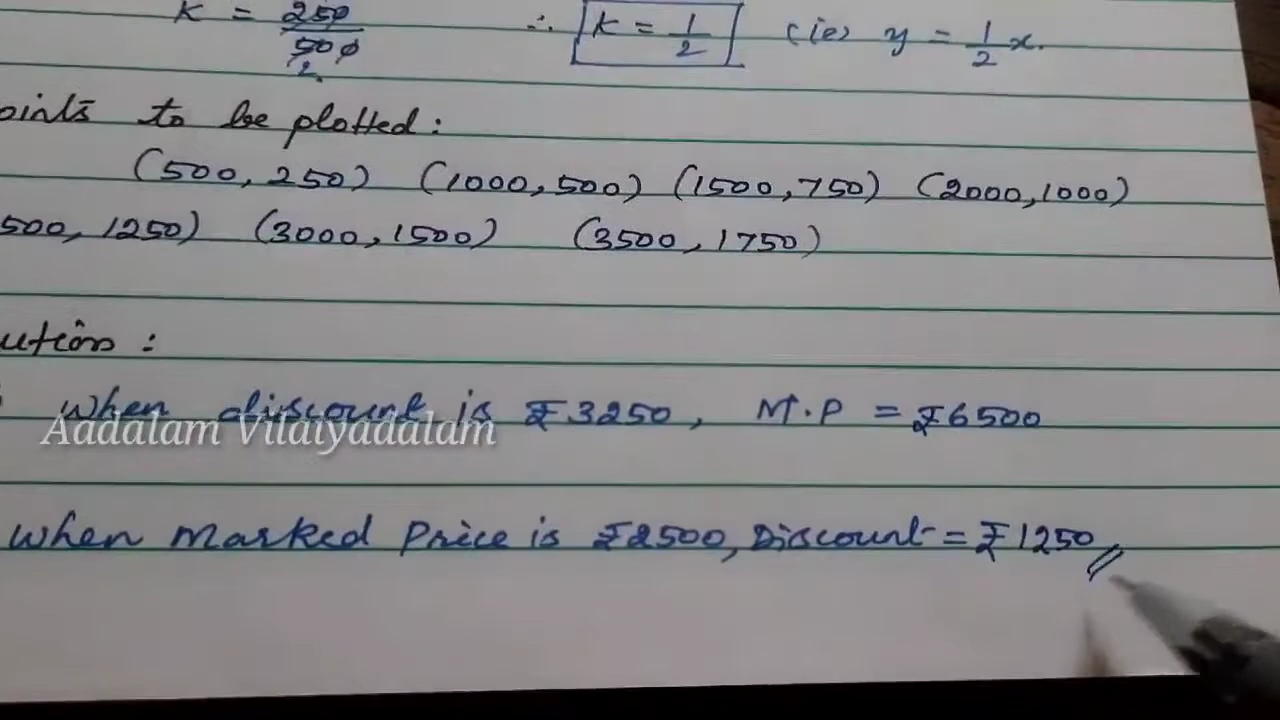 K = 250/500 2 ∴ K = 1/2 (ie) y = 1/2 x.
oints to be plotted:
(500, 250) (1000, 500) (1500, 750) (2000, 1000)
500, 1250) (3000, 1500) (3500, 1750)
ution:
When discount is ₹3250, M.P = ₹6500
Aadalam Vilaiyadalam
When Marked Price is ₹2500, Discount = ₹1250